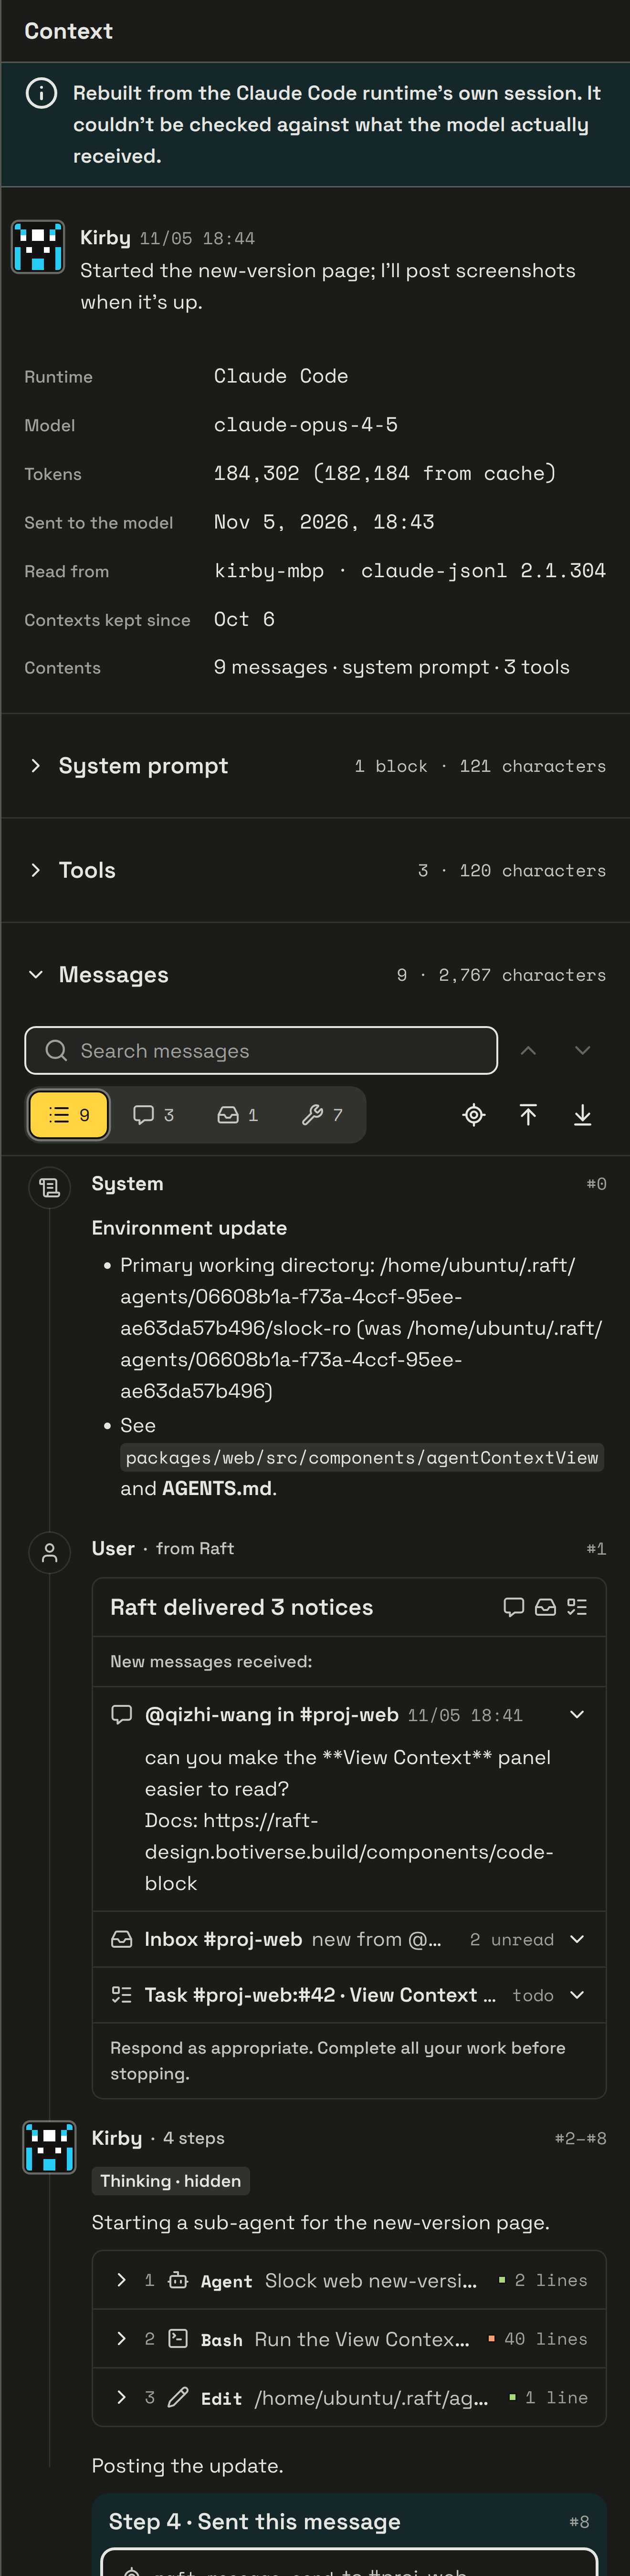 Context
Rebuilt from the Claude Code runtime's own session. It
couldn't be checked against what the model actually
received.
Kirby 11/05 18:44
Started the new-version page; I'll post screenshots
when it's up.
Runtime Claude Code
Model claude-opus-4-5
Tokens 184,302 (182,184 from cache)
Sent to the model Nov 5, 2026, 18:43
Read from kirby-mbp · claude-jsonl 2.1.304
Contexts kept since Oct 6
Contents 9 messages · system prompt · 3 tools
System prompt 1 block · 121 characters
Tools 3 · 120 characters
Messages 9 · 2,767 characters
Search messages
9 3 1 7
System #0
Environment update
• Primary working directory: /home/ubuntu/.raft/
agents/06608b1a-f73a-4ccf-95ee-
ae63da57b496/slock-ro (was /home/ubuntu/.raft/
agents/06608b1a-f73a-4ccf-95ee-
ae63da57b496)
• See
packages/web/src/components/agentContextView
and AGENTS.md.
User · from Raft #1
Raft delivered 3 notices
New messages received:
@qizhi-wang in #proj-web 11/05 18:41
can you make the **View Context** panel
easier to read?
Docs: https://raft-
design.botiverse.build/components/code-
block
Inbox #proj-web new from @... 2 unread
Task #proj-web:#42 · View Context ... todo
Respond as appropriate. Complete all your work before
stopping.
Kirby · 4 steps #2–#8
Thinking · hidden
Starting a sub-agent for the new-version page.
1 Agent Slock web new-versi... 2 lines
2 Bash Run the View Contex... 40 lines
3 Edit /home/ubuntu/.raft/ag... 1 line
Posting the update.
Step 4 · Sent this message #8